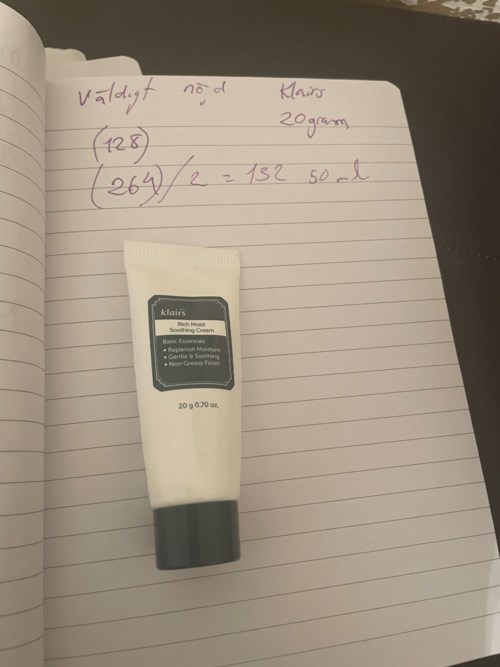 Väldigt nöjd Klairs
20gram
(128)
(264)/2 = 132 50 ml
klairs
Rich Moist
Soothing Cream
Basic Essentials
• Replenish Moisture
• Gentle & Soothing
• Non Greasy Finish
20 g 0.70 oz.